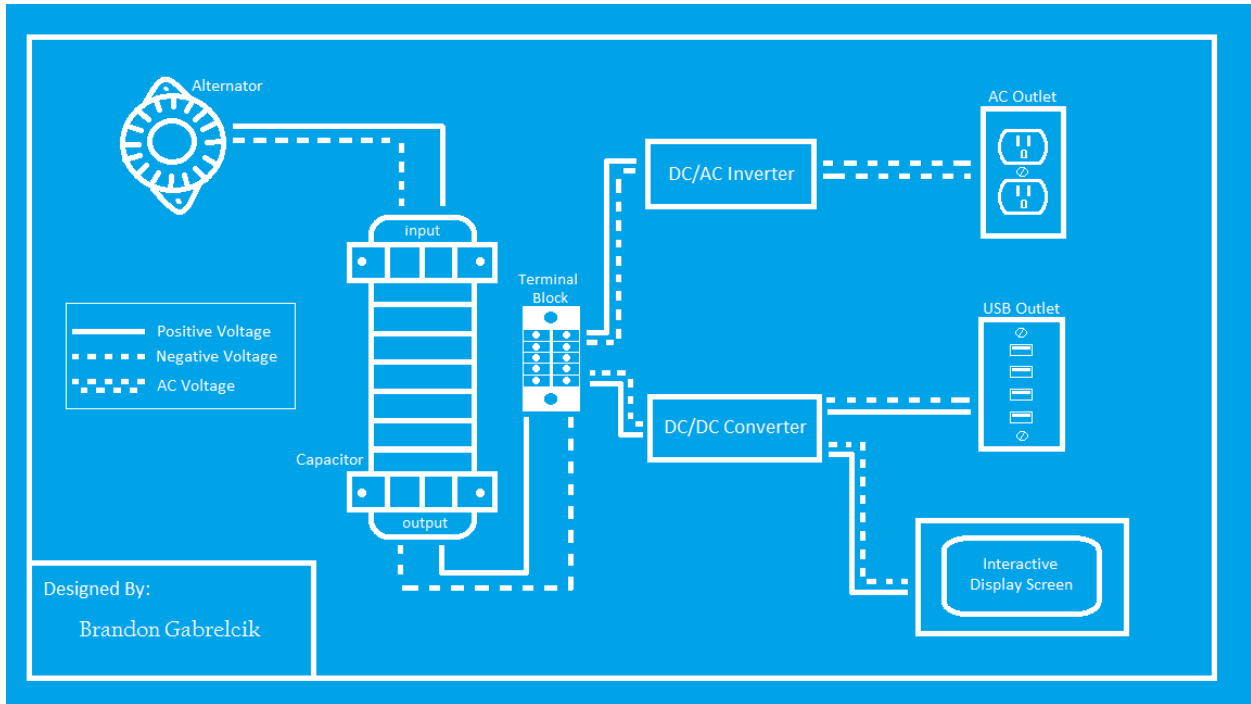 Alternator
AC Outlet
DC/AC Inverter
input
Terminal
Block
USB Outlet
Positive Voltage
Negative Voltage
AC Voltage
DC/DC Converter
Capacitor
output
Interactive
Display Screen
Designed By:
Brandon Gabrelcik